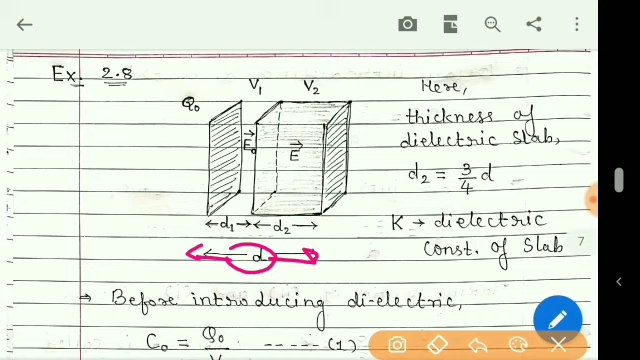 Ex. 2.8
V₁ V₂
Q₀
E₀
E
←d₁→ ←d₂→
d
Here,
thickness of
dielectric slab,
d₂ = 3/4 d
K → dielectric
const. of slab 7
→ Before introducing di-electric,
C₀ = Q₀/V ----- (1)